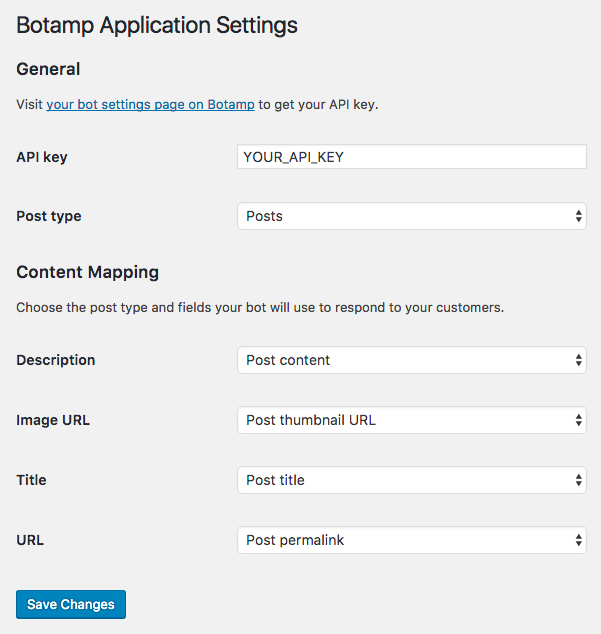 Botamp Application Settings
General
Visit your bot settings page on Botamp to get your API key.
API key YOUR_API_KEY
Post type Posts
Content Mapping
Choose the post type and fields your bot will use to respond to your customers.
Description Post content
Image URL Post thumbnail URL
Title Post title
URL Post permalink
Save Changes